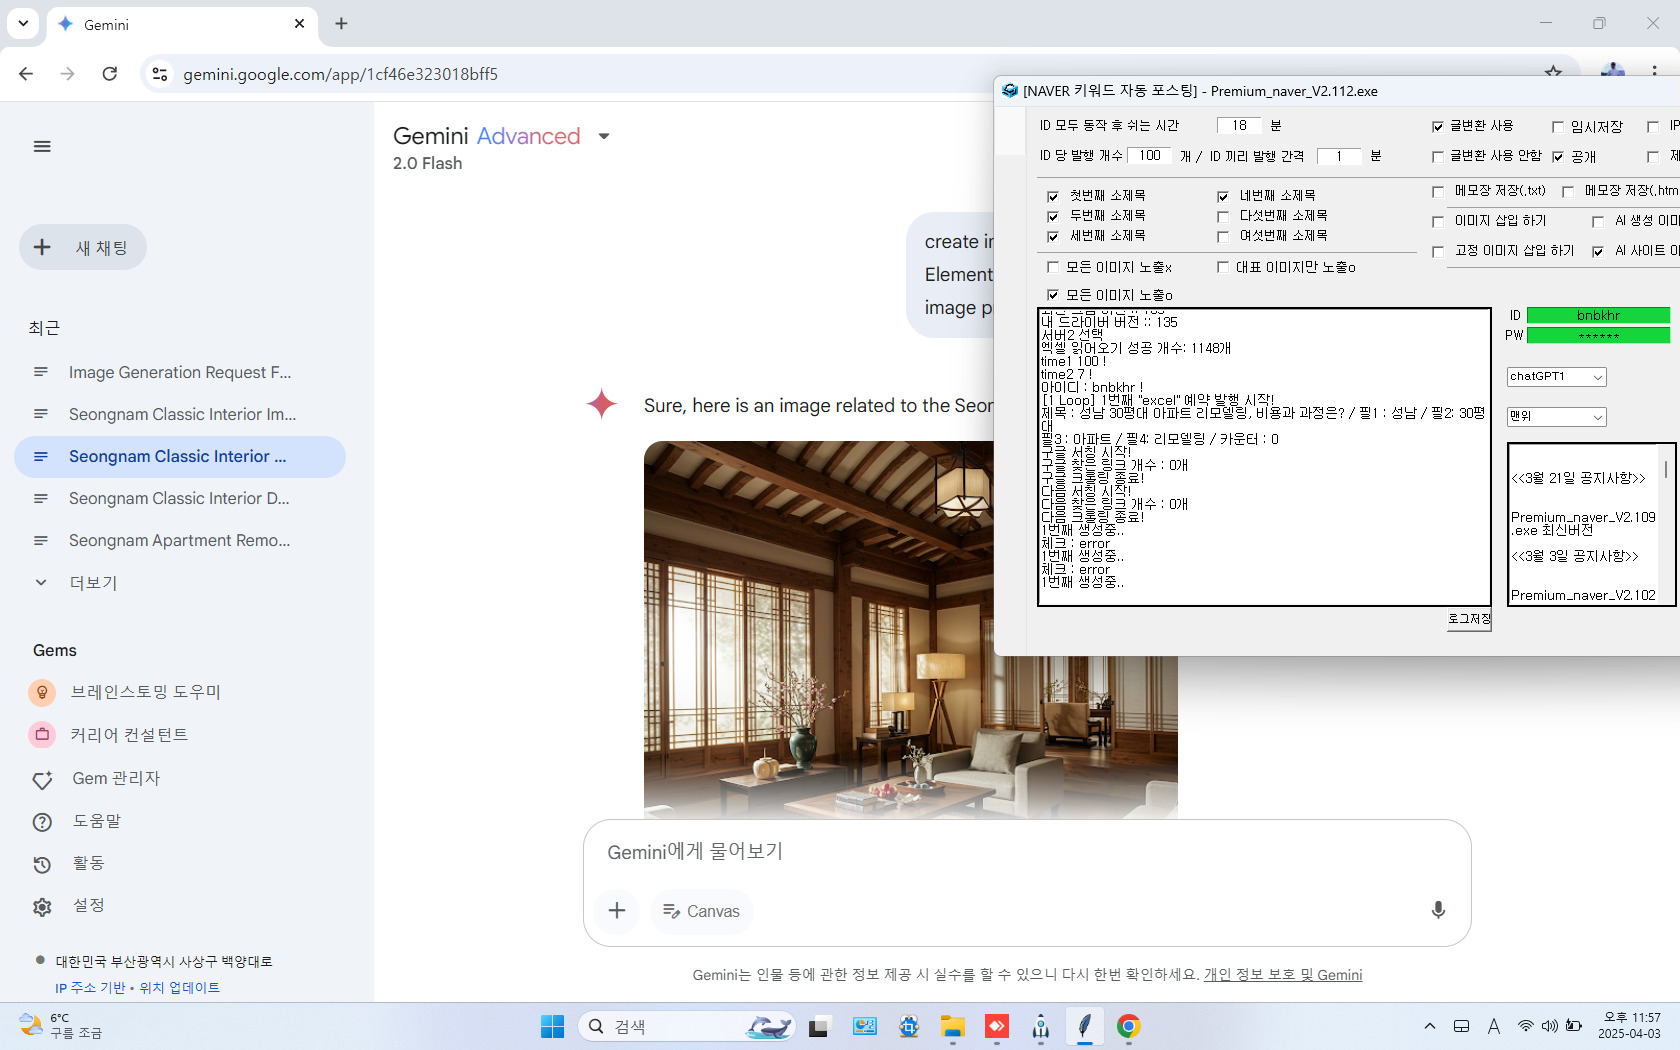 Gemini
gemini.google.com/app/1cf46e323018bff5
Gemini Advanced
2.0 Flash
새 채팅
최근
Image Generation Request F...
Seongnam Classic Interior Im...
Seongnam Classic Interior ...
Seongnam Classic Interior D...
Seongnam Apartment Remo...
더보기
Gems
브레인스토밍 도우미
커리어 컨설턴트
Gem 관리자
도움말
활동
설정
대한민국 부산광역시 사상구 백양대로
IP 주소 기반 • 위치 업데이트
create
Element
image
Sure, here is an image related to the
Gemini에게 물어보기
Canvas
Gemini는 인물 등에 관한 정보 제공 시 실수를 할 수 있으니 다시 한번 확인하세요. 개인 정보 보호 및 Gemini
[NAVER 키워드 자동 포스팅] - Premium_naver_V2.112.exe
ID 모두 동작 후 쉬는 시간 18 분
글변환 사용 임시저장
ID 당 발행 개수 100 개 / ID 끼리 발행 간격 1 분
글변환 사용 안함 공개
첫번째 소제목 네번째 소제목
두번째 소제목 다섯번째 소제목
세번째 소제목 여섯번째 소제목
메모장 저장(.txt) 메모장 저장(.htm
이미지 삽입 하기 AI 생성
고정 이미지 삽입 하기 AI 사이트
모든 이미지 노출x 대표 이미지만 노출o
모든 이미지 노출o
내 드라이버 버전 :: 135
서버2 선택
엑셀 읽어오기 성공 개수: 1148개
time1 100 !
time2 7 !
아이디 : bnbkhr !
[1 Loop] 1번째 "excel" 예약 발행 시작!
제목 : 성남 30평대 아파트 리모델링, 비용과 과정은? / 필1 : 성남 / 필2: 30평
대
필3 : 아파트 / 필4: 리모델링 / 카운터 : 0
구글 서칭 시작!
구글 찾은 링크 개수 : 0개
구글 크롤링 종료!
다음 서칭 시작!
다음 찾은 링크 개수 : 0개
다음 크롤링 종료!
1번째 생성중..
체크 : error
1번째 생성중..
체크 : error
1번째 생성중..
로그저장
ID bnbkhr
PW ******
chatGPT1
맨위
<<3월 21일 공지사항>>
Premium_naver_V2.109
.exe 최신버전
<<3월 3일 공지사항>>
Premium_naver_V2.102
6°C
구름 조금
검색
A
오후 11:57
2025-04-03